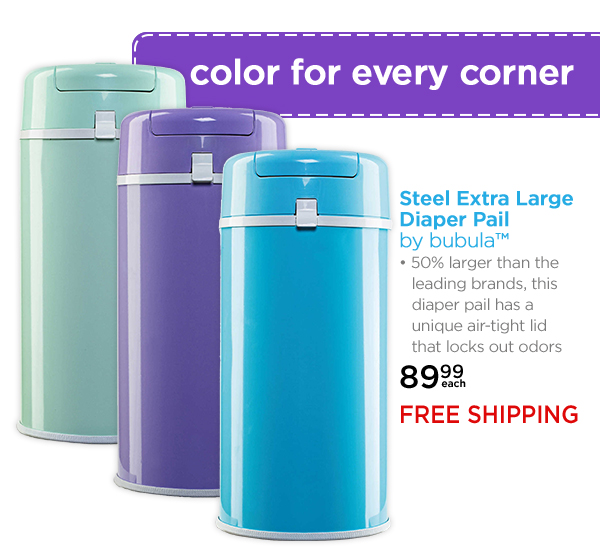 color for every corner
Steel Extra Large
Diaper Pail
by bubula™
• 50% larger than the
leading brands, this
diaper pail has a
unique air-tight lid
that locks out odors
89.99 each
FREE SHIPPING